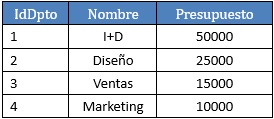 IdDpto Nombre Presupuesto
1 I+D 50000
2 Diseño 25000
3 Ventas 15000
4 Marketing 10000